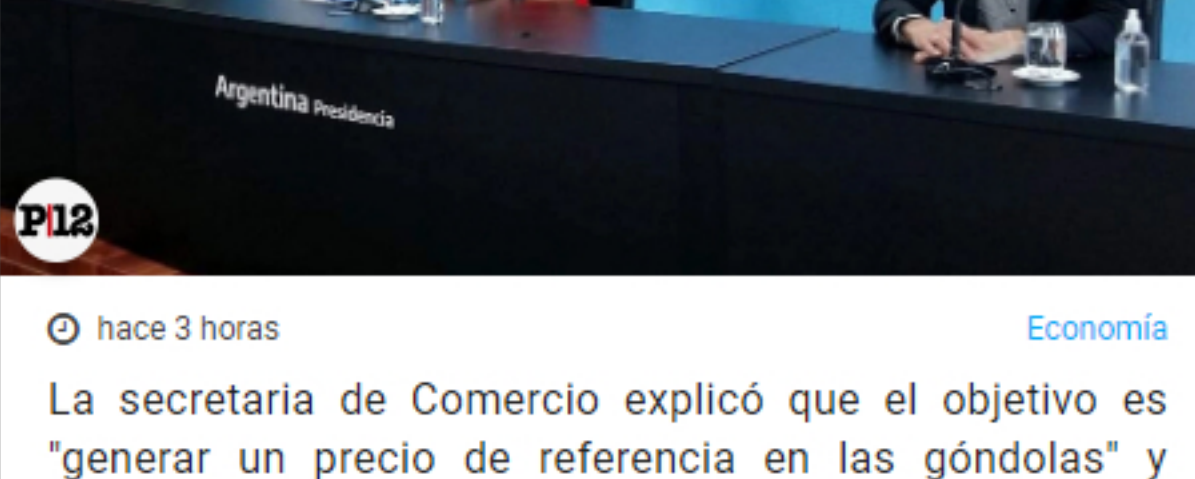 Argentina Presidencia
P|12
hace 3 horas
Economía
La secretaria de Comercio explicó que el objetivo es
"generar un precio de referencia en las góndolas" y